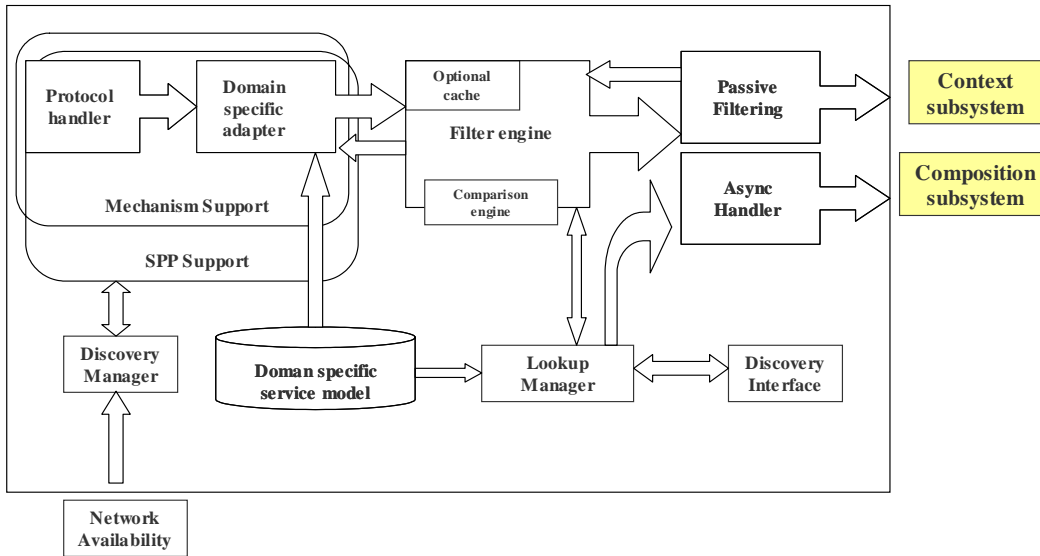 Protocol
handler
Domain
specific
adapter
Mechanism Support
SPP Support
Optional
cache
Filter engine
Comparison
engine
Passive
Filtering
Async
Handler
Context
subsystem
Composition
subsystem
Discovery
Manager
Doman specific
service model
Lookup
Manager
Discovery
Interface
Network
Availability